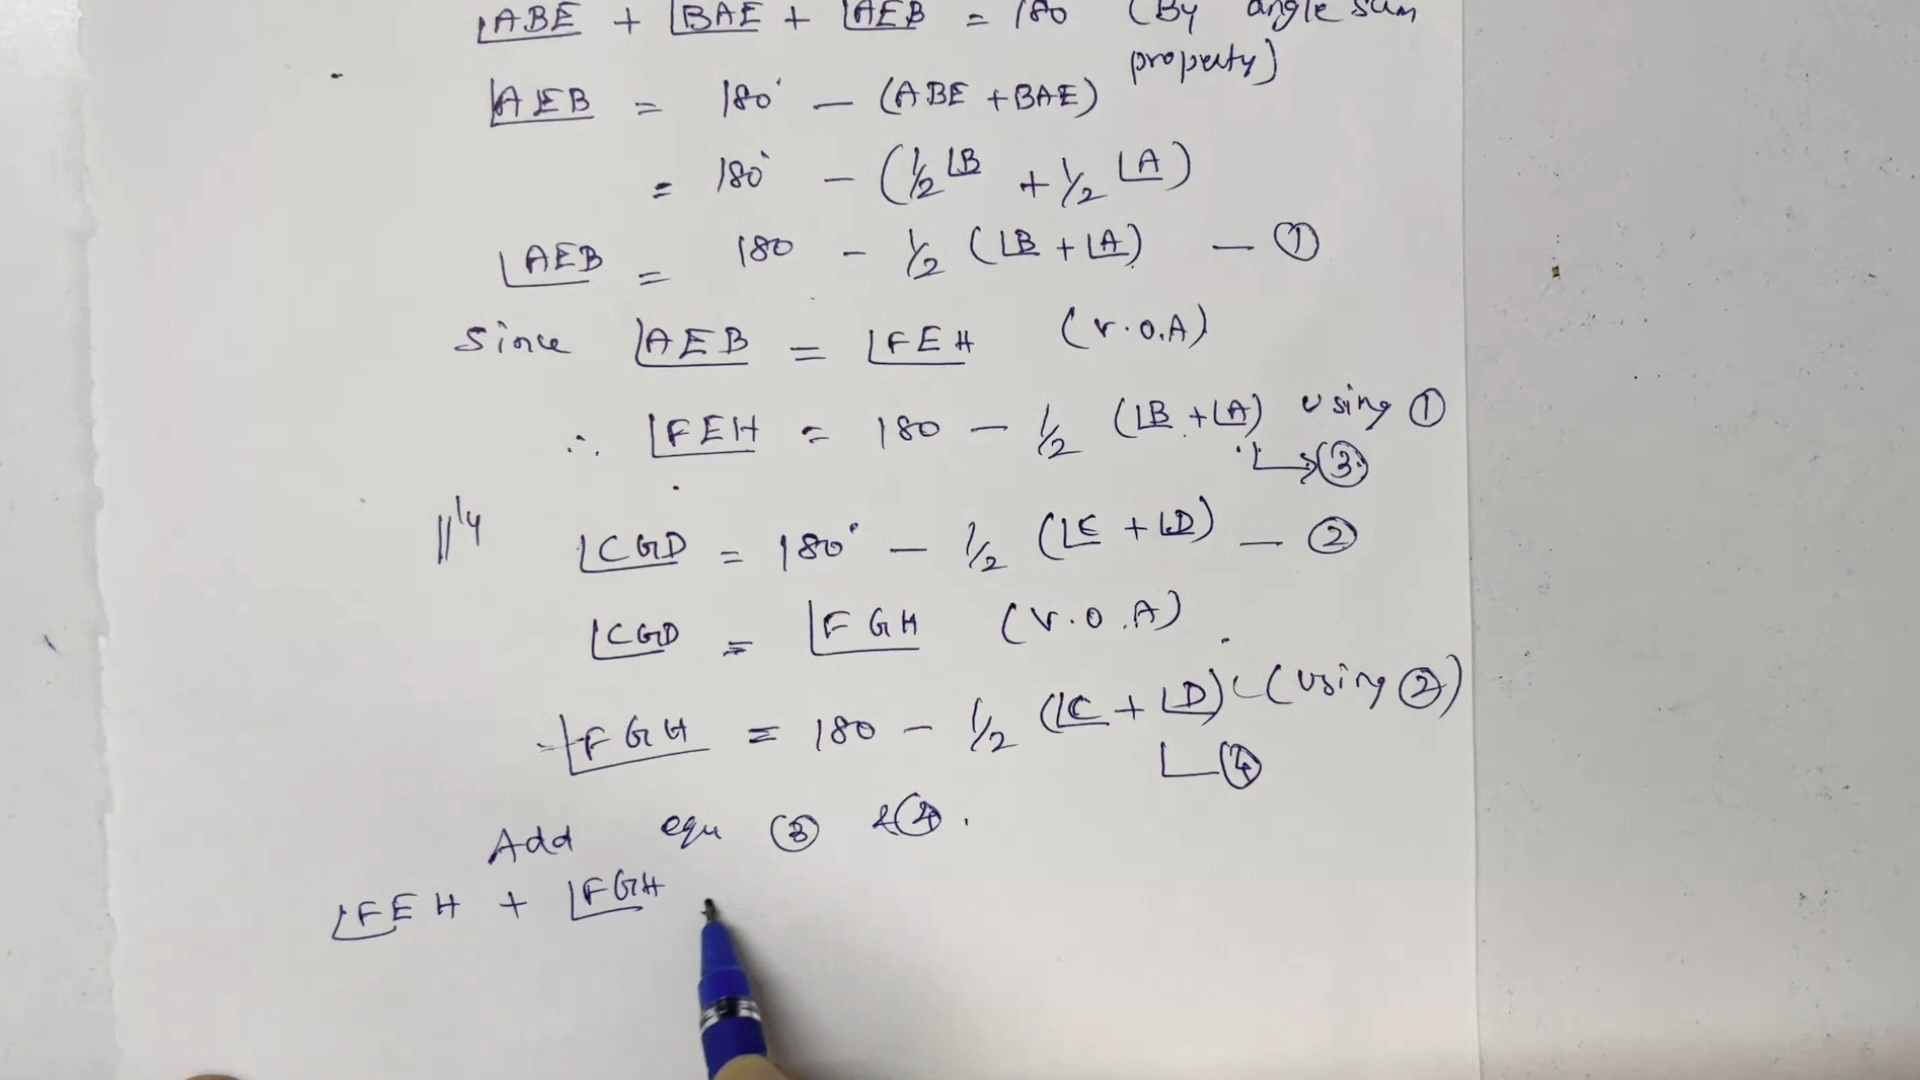 ∠ABE + ∠BAE + ∠AEB = 180 (By angle sum
property)
∠AEB = 180° - (ABE + BAE)
= 180° - (1/2 ∠B + 1/2 ∠A)
∠AEB = 180 - 1/2 (∠B + ∠A) - ①
Since ∠AEB = ∠FEH (V.O.A)
∴ ∠FEH = 180 - 1/2 (∠B + ∠A) using ①
↳ ③
||ly ∠CGD = 180° - 1/2 (∠C + ∠D) - ②
∠CGD = ∠FGH (V.O.A)
∠FGH = 180 - 1/2 (∠C + ∠D) - (using ②)
④
Add equ ③ & ④.
∠FEH + ∠FGH